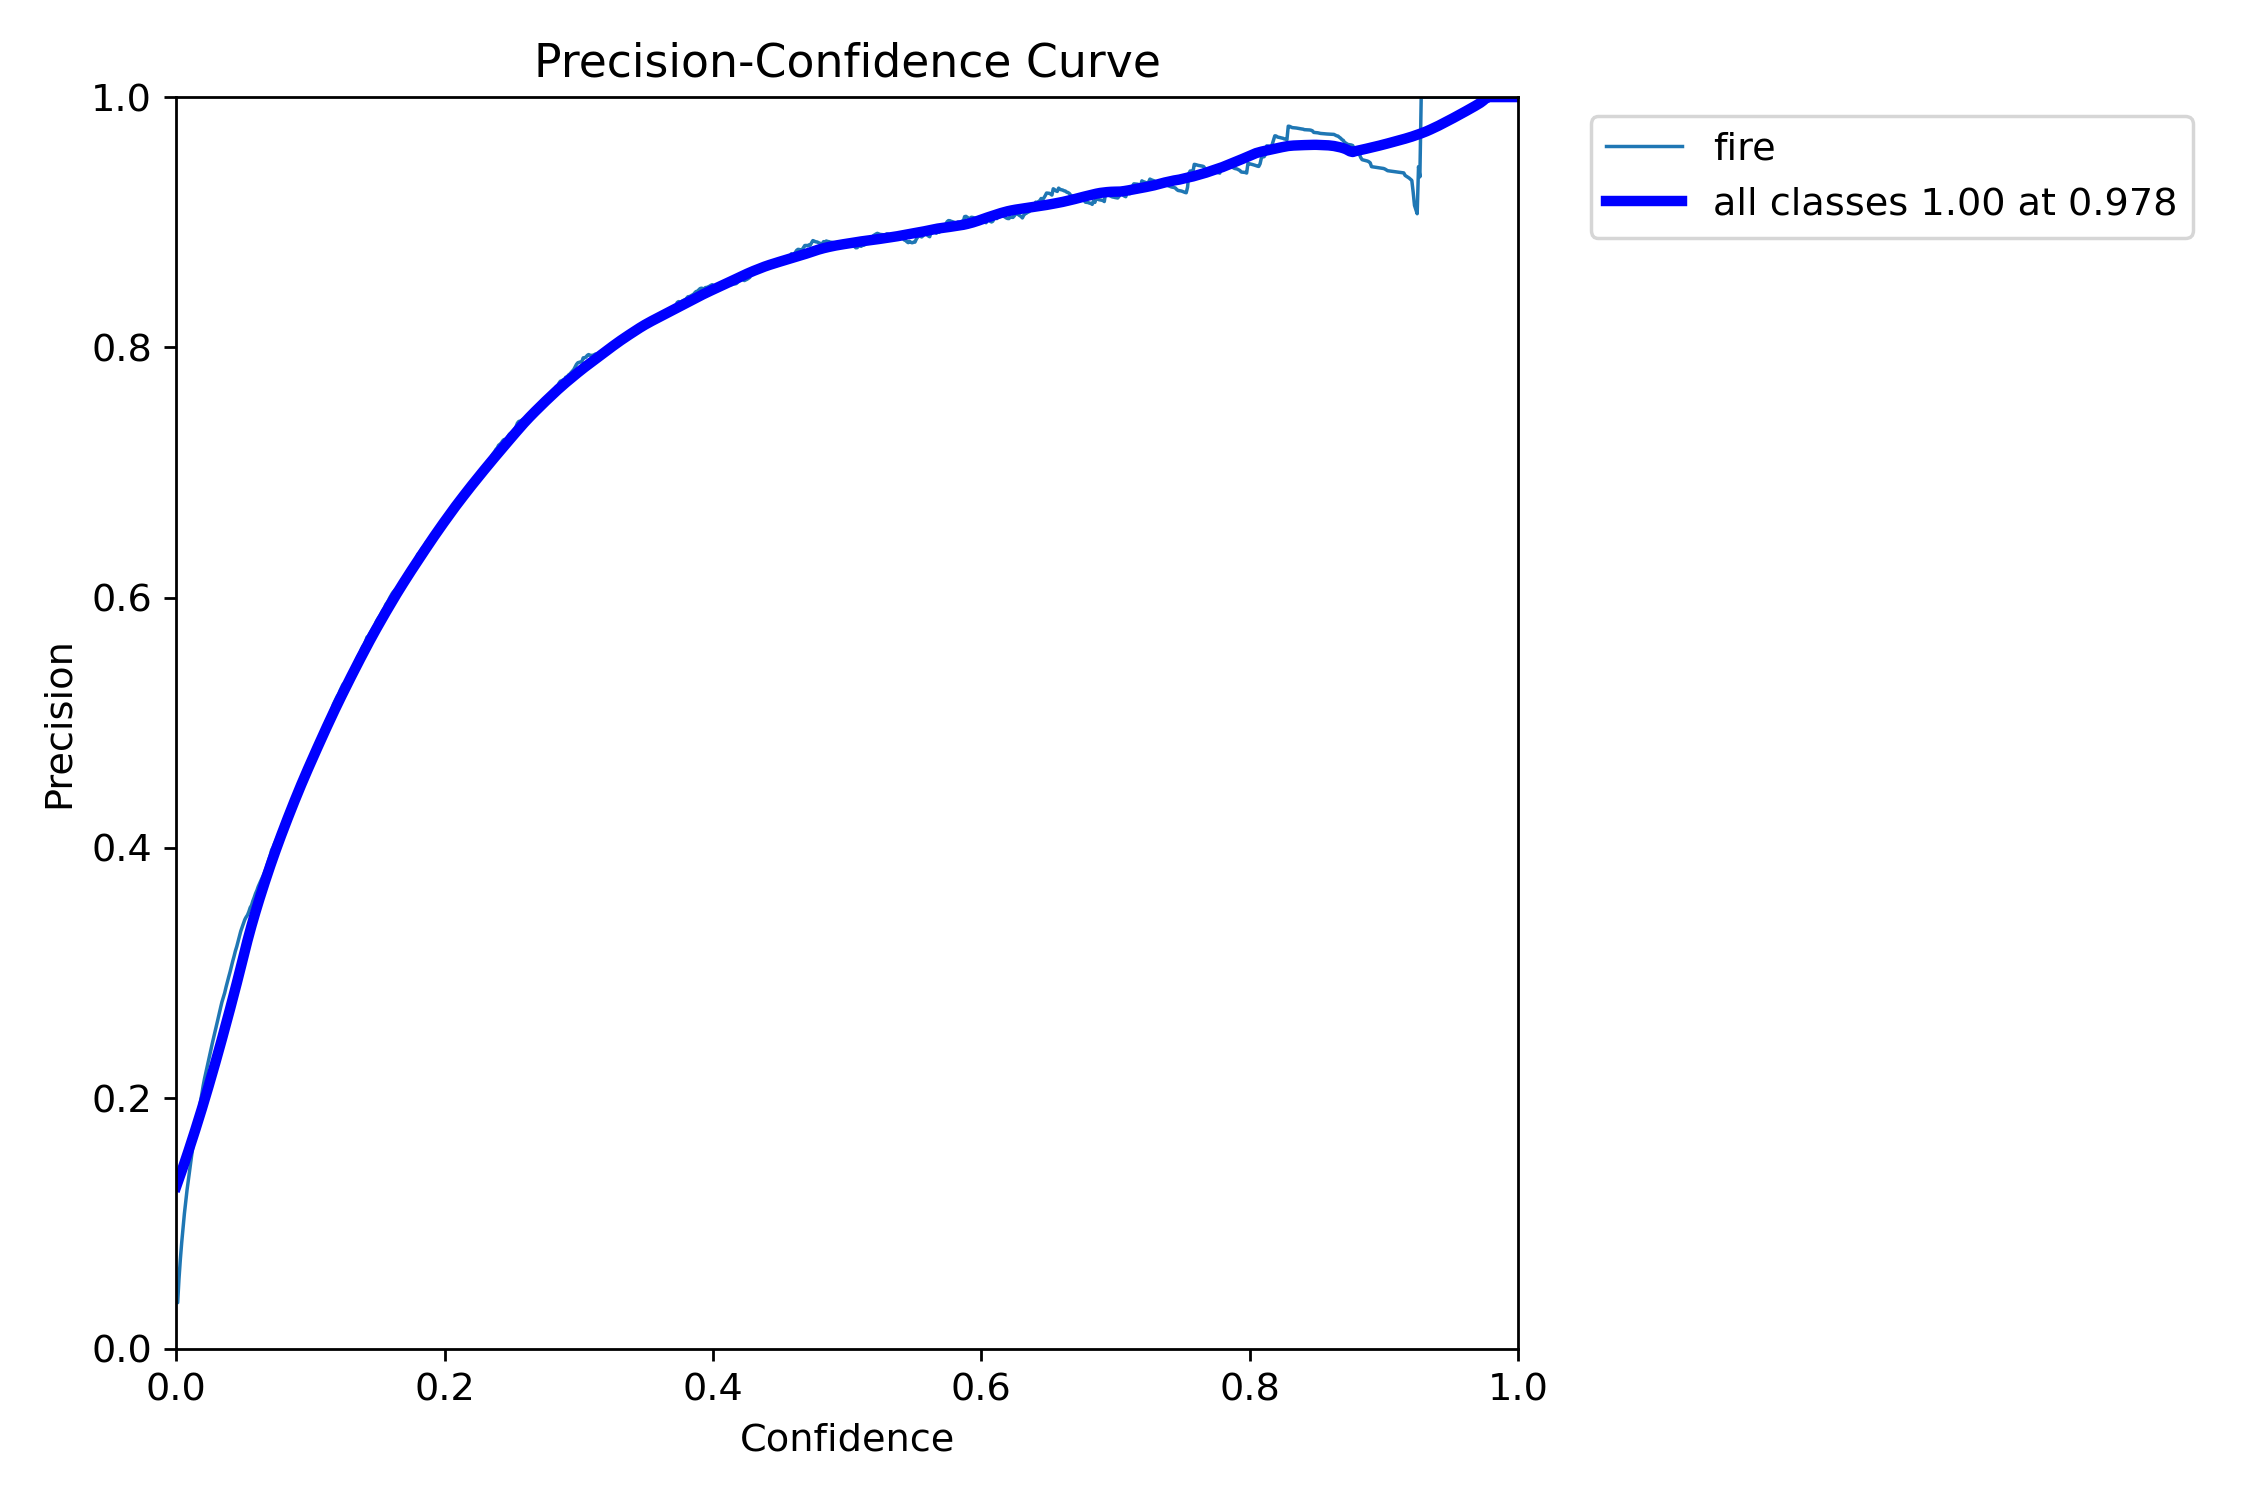 Precision-Confidence Curve
1.0
0.8
0.6
0.4
0.2
0.0
Precision
0.0 0.2 0.4 0.6 0.8 1.0
Confidence
fire
all classes 1.00 at 0.978